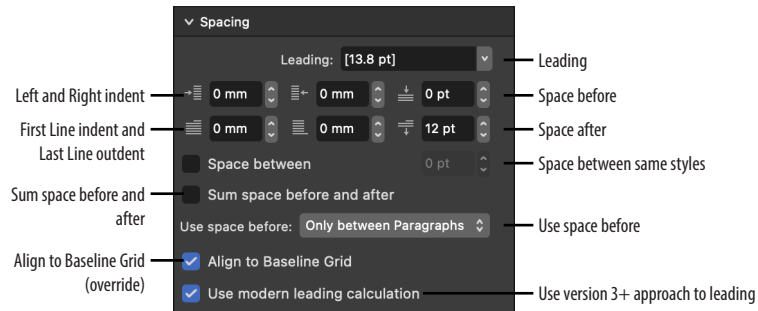 Spacing
Leading: [13.8 pt] Leading
Left and Right indent 0 mm 0 mm 0 pt Space before
First Line indent and
Last Line outdent 0 mm 0 mm 12 pt Space after
Space between 0 pt Space between same styles
Sum space before and
after Sum space before and after
Use space before: Only between Paragraphs Use space before
Align to Baseline Grid
(override) Align to Baseline Grid
Use modern leading calculation Use version 3+ approach to leading